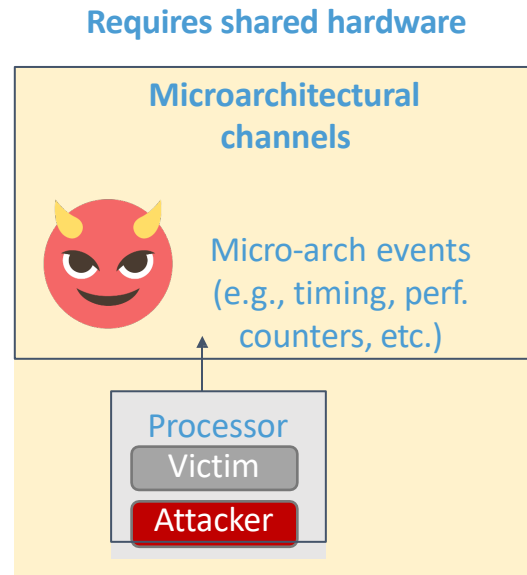 Requires shared hardware
Microarchitectural
channels
Micro-arch events
(e.g., timing, perf.
counters, etc.)
Processor
Victim
Attacker